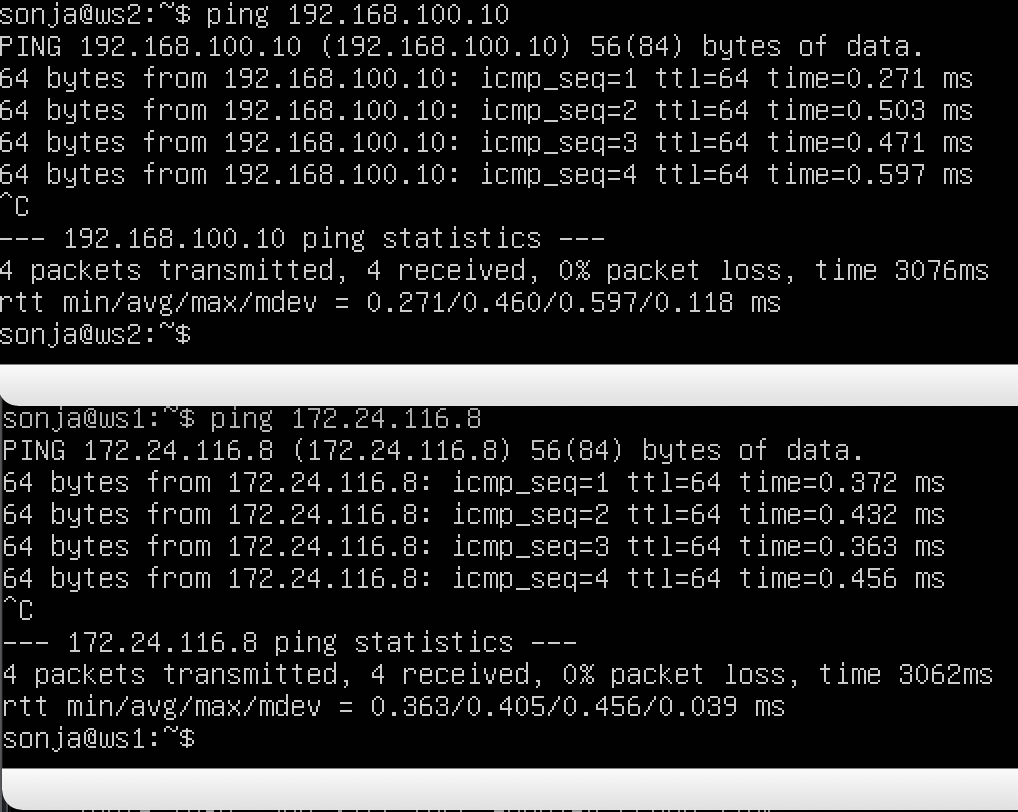 sonja@ws2:~$ ping 192.168.100.10
PING 192.168.100.10 (192.168.100.10) 56(84) bytes of data.
64 bytes from 192.168.100.10: icmp_seq=1 ttl=64 time=0.271 ms
64 bytes from 192.168.100.10: icmp_seq=2 ttl=64 time=0.503 ms
64 bytes from 192.168.100.10: icmp_seq=3 ttl=64 time=0.471 ms
64 bytes from 192.168.100.10: icmp_seq=4 ttl=64 time=0.597 ms
^C
--- 192.168.100.10 ping statistics ---
4 packets transmitted, 4 received, 0% packet loss, time 3076ms
rtt min/avg/max/mdev = 0.271/0.460/0.597/0.118 ms
sonja@ws2:~$
sonja@ws1:~$ ping 172.24.116.8
PING 172.24.116.8 (172.24.116.8) 56(84) bytes of data.
64 bytes from 172.24.116.8: icmp_seq=1 ttl=64 time=0.372 ms
64 bytes from 172.24.116.8: icmp_seq=2 ttl=64 time=0.432 ms
64 bytes from 172.24.116.8: icmp_seq=3 ttl=64 time=0.363 ms
64 bytes from 172.24.116.8: icmp_seq=4 ttl=64 time=0.456 ms
^C
--- 172.24.116.8 ping statistics ---
4 packets transmitted, 4 received, 0% packet loss, time 3062ms
rtt min/avg/max/mdev = 0.363/0.405/0.456/0.039 ms
sonja@ws1:~$